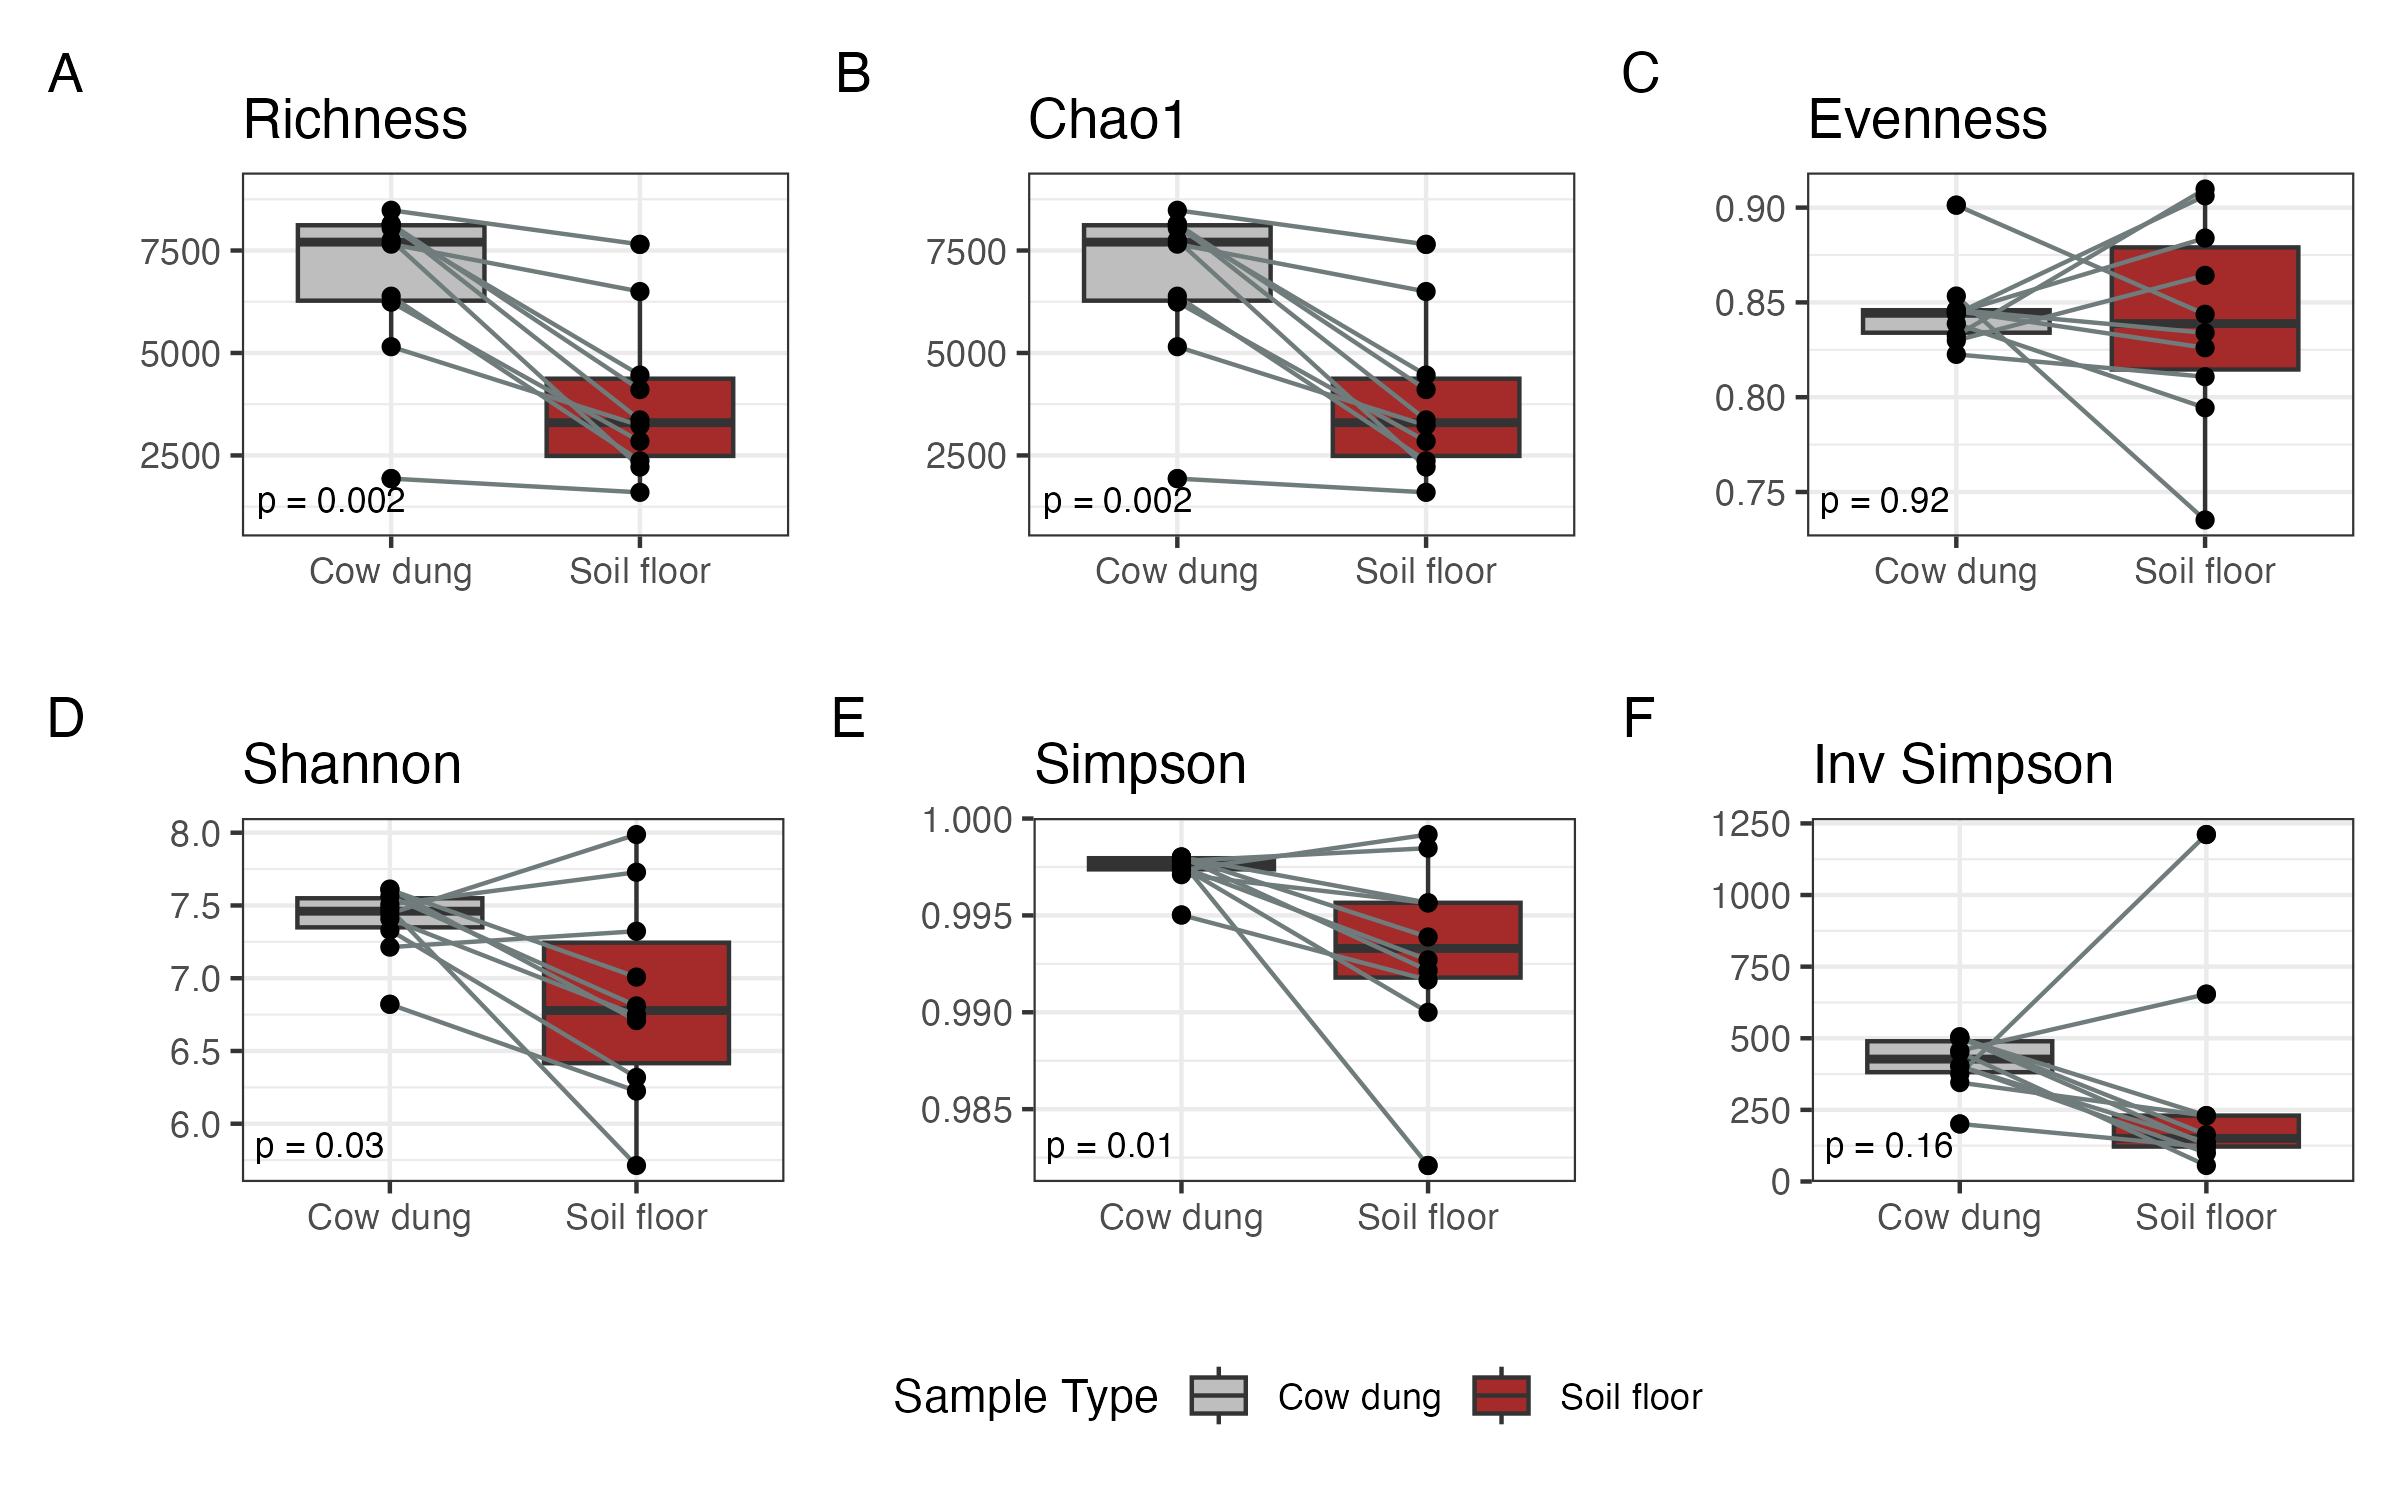 A
B
C
Richness
Chao1
Evenness
7500
5000
2500
p = 0.002
Cow dung
Soil floor
7500
5000
2500
p = 0.002
Cow dung
Soil floor
0.90
0.85
0.80
0.75
p = 0.92
Cow dung
Soil floor
D
E
F
Shannon
Simpson
Inv Simpson
8.0
7.5
7.0
6.5
6.0
p = 0.03
Cow dung
Soil floor
1.000
0.995
0.990
0.985
p = 0.01
Cow dung
Soil floor
1250
1000
750
500
250
0
p = 0.16
Cow dung
Soil floor
Sample Type Cow dung Soil floor